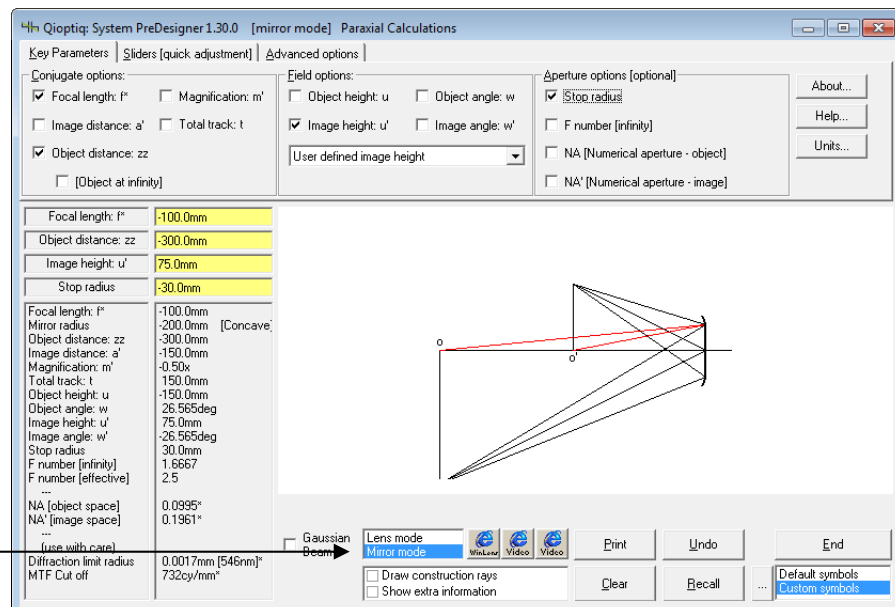 Qioptiq: System PreDesigner 1.30.0 [mirror mode] Paraxial Calculations
Key Parameters Sliders [quick adjustment] Advanced options
Conjugate options:
Focal length: f* Magnification: m'
Image distance: a' Total track: t
Object distance: zz
[Object at infinity]
Field options:
Object height: u Object angle: w
Image height: u' Image angle: w'
User defined image height
Aperture options [optional]
Stop radius
F number [infinity]
NA [Numerical aperture - object]
NA' [Numerical aperture - image]
About...
Help...
Units...
Focal length: f* -100.0mm
Object distance: zz -300.0mm
Image height: u' 75.0mm
Stop radius -30.0mm
Focal length: f* -100.0mm
Mirror radius -200.0mm [Concave]
Object distance: zz -300.0mm
Image distance: a' -150.0mm
Magnification: m' -0.50x
Total track: t 150.0mm
Object height: u -150.0mm
Object angle: w 26.565deg
Image height: u' 75.0mm
Image angle: w' -26.565deg
Stop radius 30.0mm
F number [infinity] 1.6667
F number [effective] 2.5
---
NA [object space] 0.0995*
NA' [image space] 0.1961*
---
(use with care)
Diffraction limit radius 0.0017mm [546nm]*
MTF Cut off 732cy/mm*
O
O'
Gaussian
Beam
Lens mode
Mirror mode
WinLens Video Video
Print Undo End
Draw construction rays
Show extra information
Clear Recall ...
Default symbols
Custom symbols